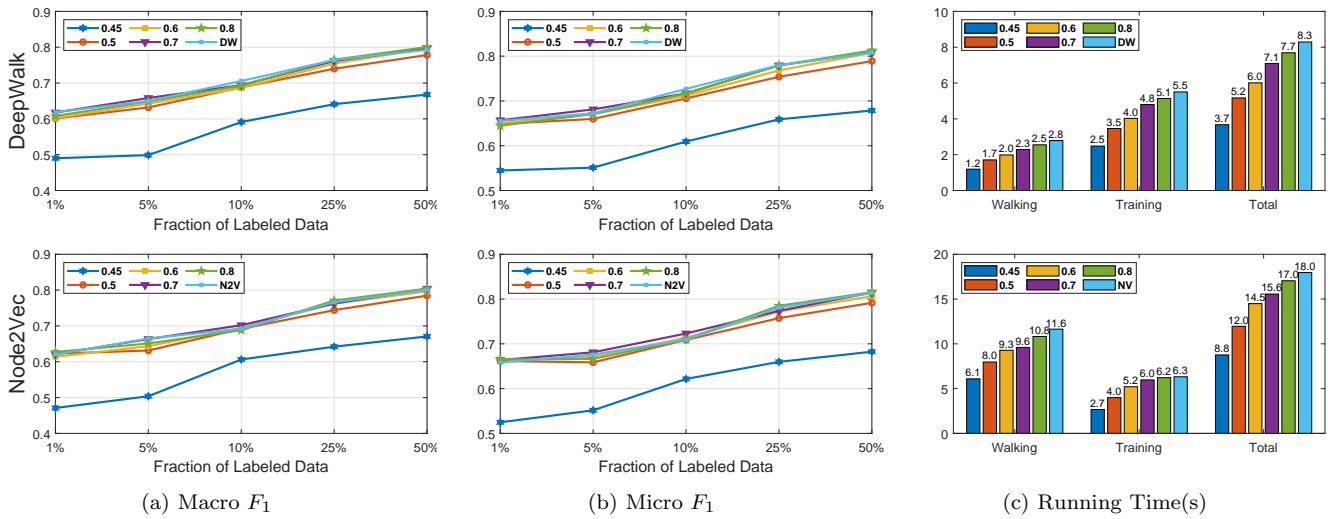 DeepWalk
0.45 0.6 0.8
0.5 0.7 DW
0.9
0.8
0.7
0.6
0.5
0.4
1% 5% 10% 25% 50%
Fraction of Labeled Data
0.45 0.6 0.8
0.5 0.7 DW
0.9
0.8
0.7
0.6
0.5
1% 5% 10% 25% 50%
Fraction of Labeled Data
0.45 0.6 0.8
0.5 0.7 DW
10
8
6
4
2
0
1.2 1.7 2.0 2.3 2.5 2.8
2.5 3.5 4.0 4.8 5.1 5.5
3.7 5.2 6.0 7.1 7.7 8.3
Walking Training Total
Node2Vec
0.45 0.6 0.8
0.5 0.7 N2V
0.9
0.8
0.7
0.6
0.5
0.4
1% 5% 10% 25% 50%
Fraction of Labeled Data
0.45 0.6 0.8
0.5 0.7 N2V
0.9
0.8
0.7
0.6
0.5
1% 5% 10% 25% 50%
Fraction of Labeled Data
0.45 0.6 0.8
0.5 0.7 NV
20
15
10
5
0
6.1 8.0 9.3 9.6 10.8 11.6
2.7 4.0 5.2 6.0 6.2 6.3
8.8 12.0 14.5 15.6 17.0 18.0
Walking Training Total
(a) Macro F1
(b) Micro F1
(c) Running Time(s)